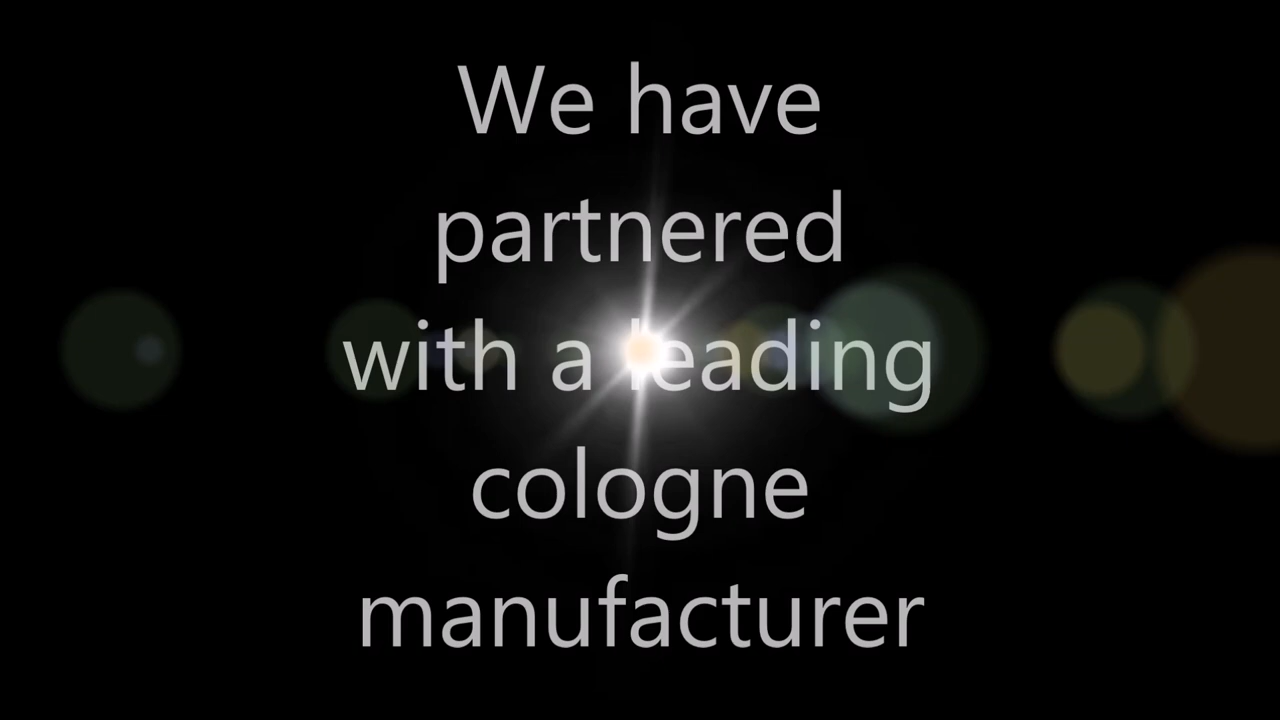 We have
partnered
with a leading
cologne
manufacturer